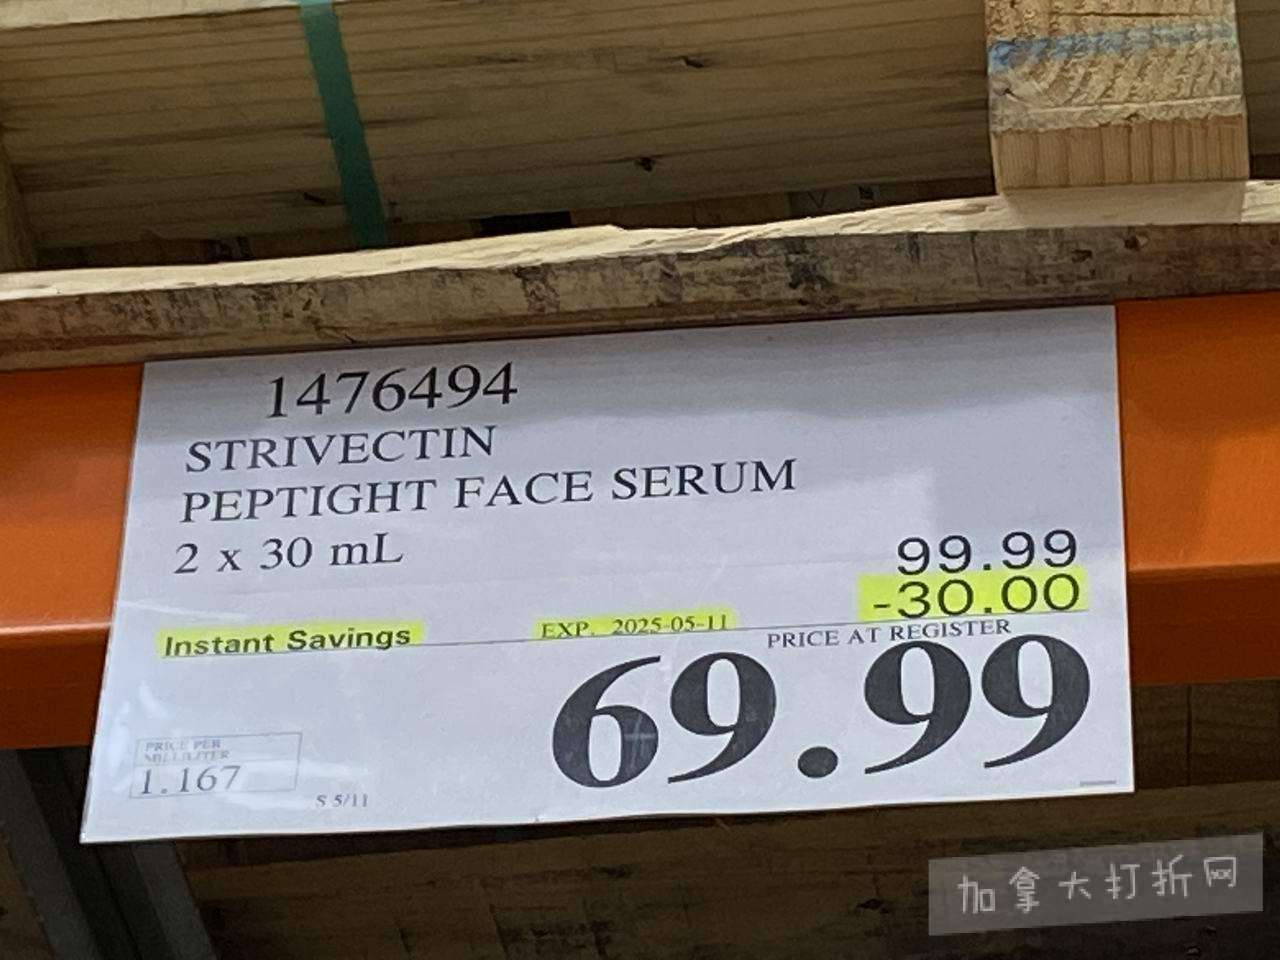 1476494
STRIVECTIN
PEPTIGHT FACE SERUM
2 x 30 mL
99.99
-30.00
Instant Savings
EXP. 2025-05-11
PRICE AT REGISTER
69.99
PRICE PER
MILLILITER
1.167
S 5/11
加拿大打折网